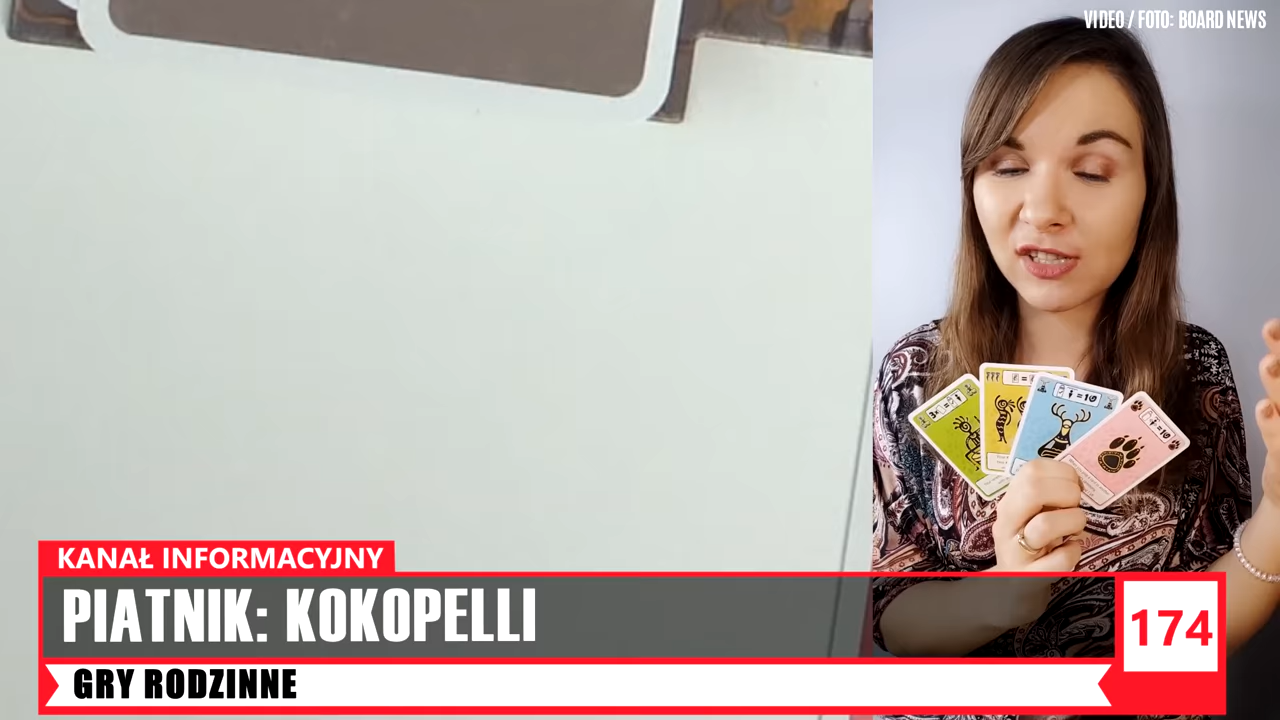 VIDEO / FOTO: BOARD NEWS
KANAŁ INFORMACYJNY
PIATNIK: KOKOPELLI
174
GRY RODZINNE